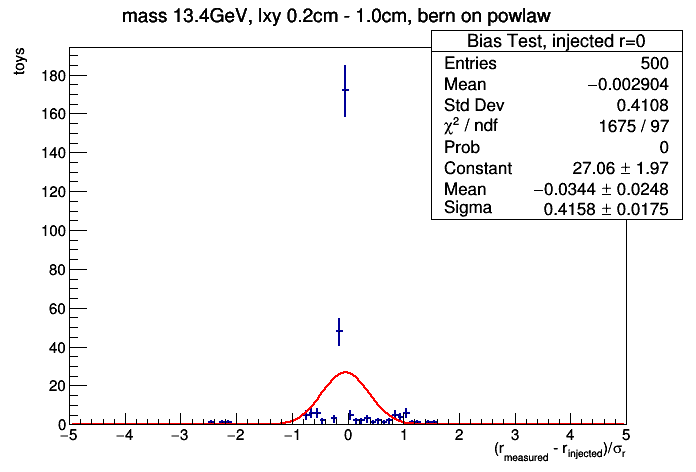 mass 13.4GeV, lxy 0.2cm - 1.0cm, bern on powlaw
Bias Test, injected r=0
Entries 500
Mean −0.002904
Std Dev 0.4108
χ² / ndf 1675 / 97
Prob 0
Constant 27.06 ± 1.97
Mean −0.0344 ± 0.0248
Sigma 0.4158 ± 0.0175
toys
180
160
140
120
100
80
60
40
20
0
−5 −4 −3 −2 −1 0 1 2 3 4 5
(r_measured - r_injected)/σ_r